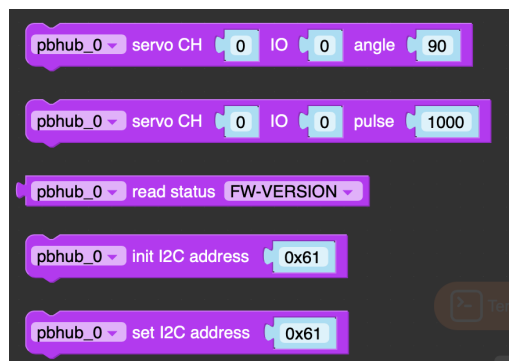 pbhub_0 servo CH 0 IO 0 angle 90
pbhub_0 servo CH 0 IO 0 pulse 1000
pbhub_0 read status FW-VERSION
pbhub_0 init I2C address 0x61
>_ Te
pbhub_0 set I2C address 0x61